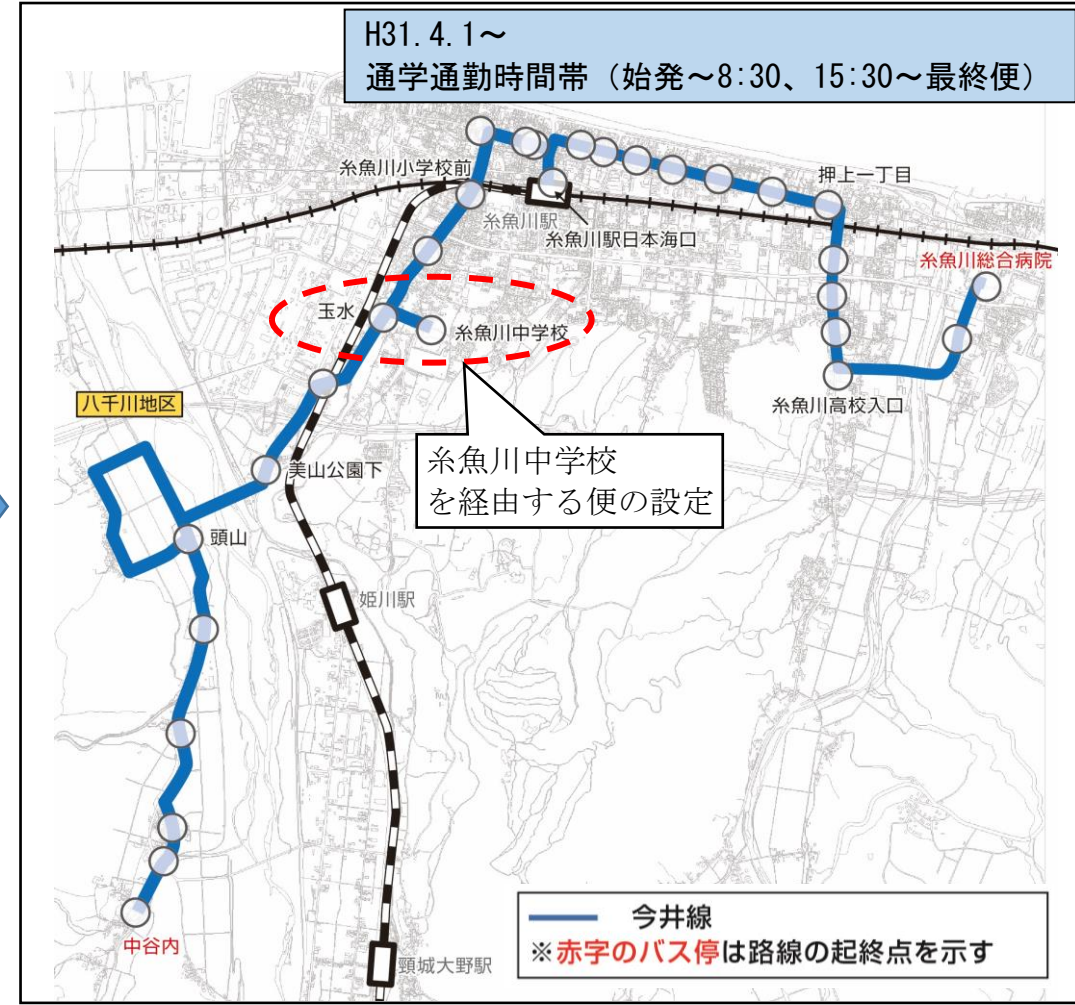 H31.4.1～
通学通勤時間帯（始発～8:30、15:30～最終便）
糸魚川小学校前
押上一丁目
糸魚川駅
糸魚川駅日本海口
糸魚川総合病院
玉水
糸魚川中学校
八千川地区
糸魚川高校入口
糸魚川中学校
を経由する便の設定
美山公園下
頭山
姫川駅
中谷内
頸城大野駅
今井線
※赤字のバス停は路線の起終点を示す